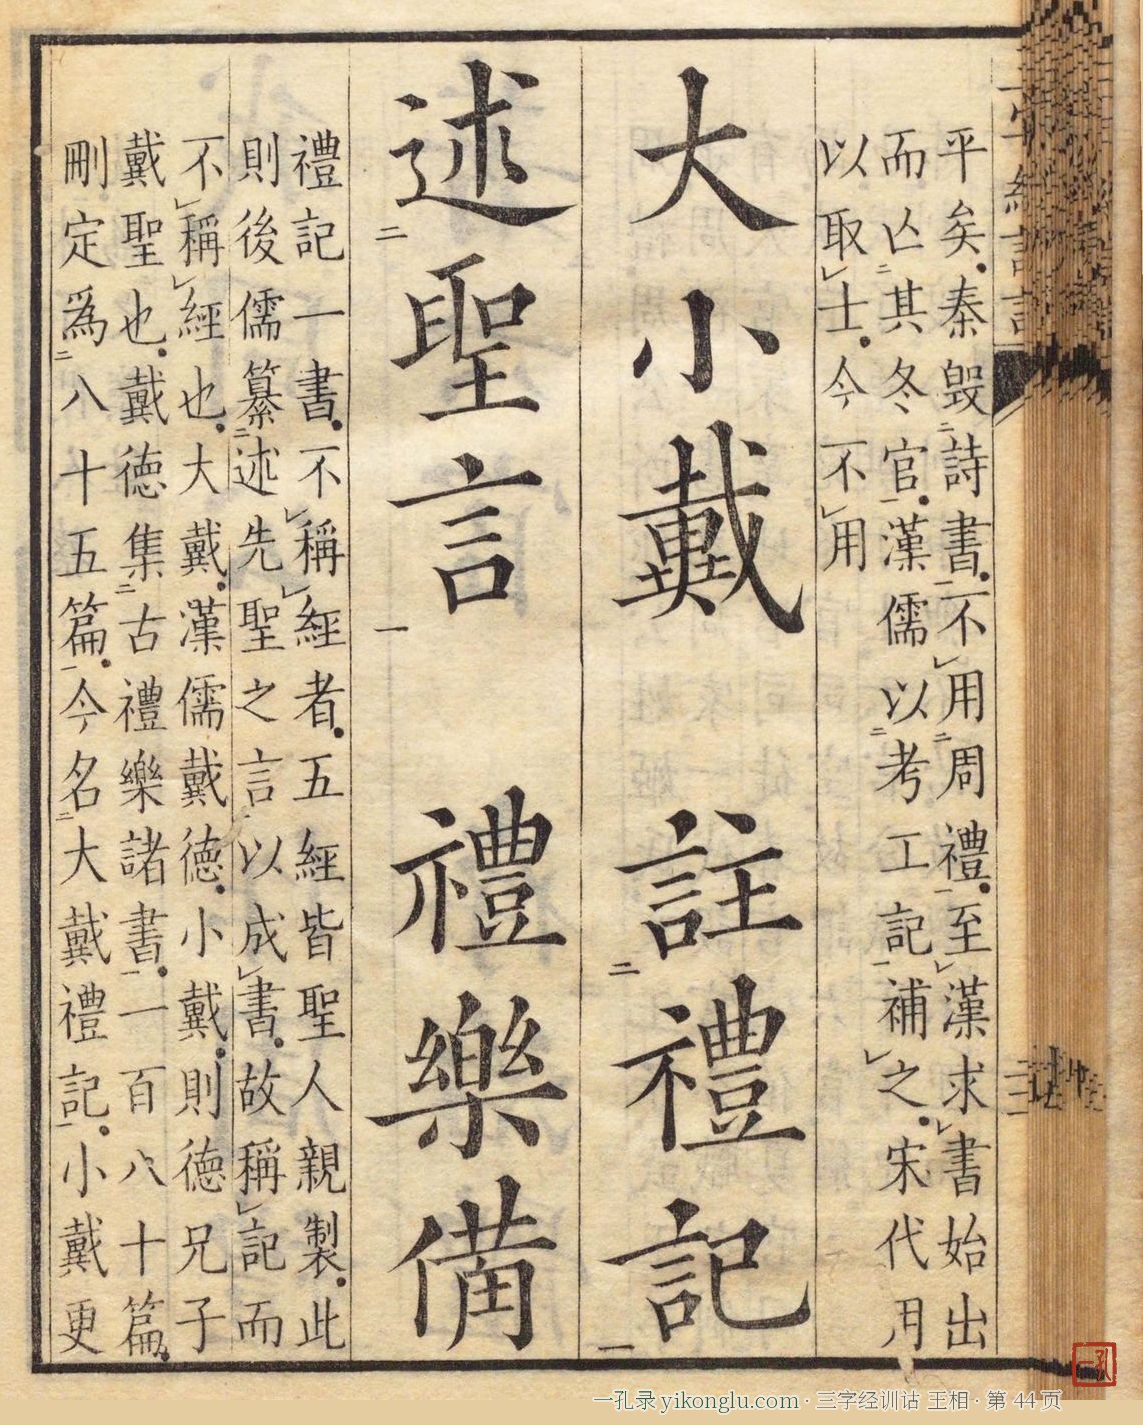 平矣秦毀詩書不用周禮至漢求書始出
而亾其冬官漢儒以考工記補之宋代用
以取士今不用
大小戴 註禮記
述聖言 禮樂備
禮記一書不稱經者五經皆聖人親製此
則後儒纂述先聖之言以成書故稱記而
不稱經也大戴漢儒戴德小戴則德兄子
戴聖也戴德集古禮樂諸書一百八十篇
刪定爲八十五篇今名大戴禮記小戴更
一孔录 yikonglu.com · 三字经训诂 王相 · 第 44 页